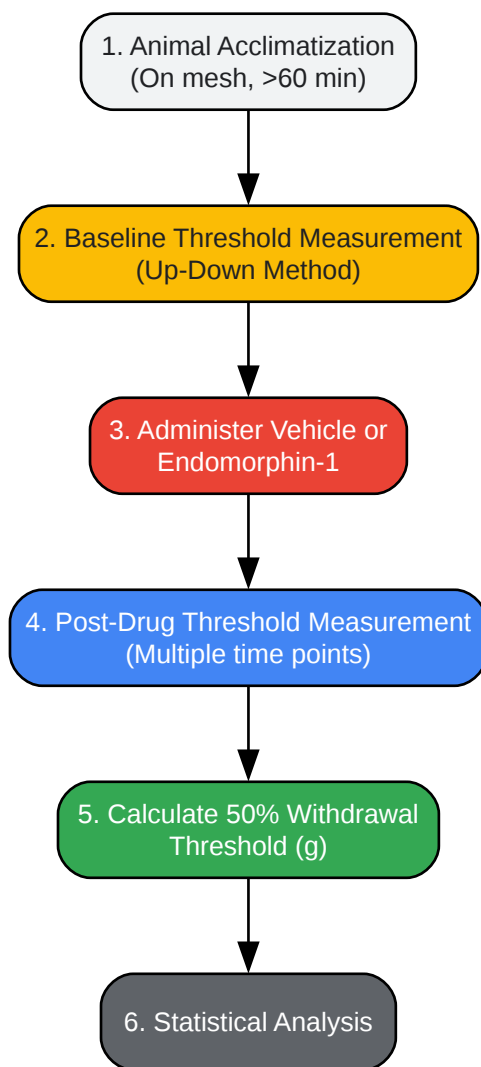 1. Animal Acclimatization
(On mesh, >60 min)
2. Baseline Threshold Measurement
(Up-Down Method)
3. Administer Vehicle or
Endomorphin-1
4. Post-Drug Threshold Measurement
(Multiple time points)
5. Calculate 50% Withdrawal
Threshold (g)
6. Statistical Analysis